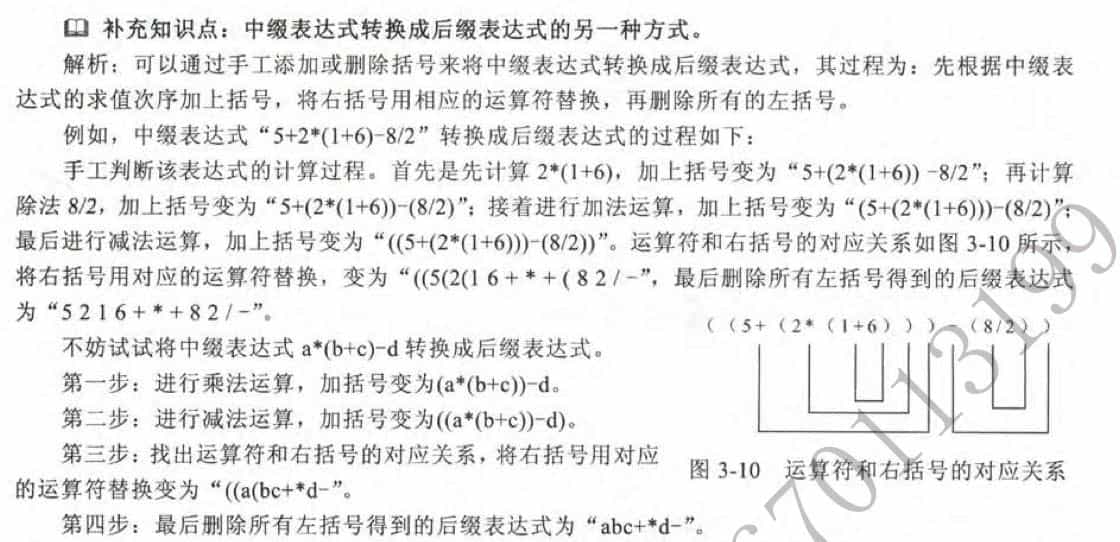 补充知识点：中缀表达式转换成后缀表达式的另一种方式。
解析：可以通过手工添加或删除括号来将中缀表达式转换成后缀表达式，其过程为：先根据中缀表
达式的求值次序加上括号，将右括号用相应的运算符替换，再删除所有的左括号。
例如，中缀表达式“5+2*(1+6)-8/2”转换成后缀表达式的过程如下：
手工判断该表达式的计算过程。首先是先计算 2*(1+6)，加上括号变为“5+(2*(1+6)) -8/2”；再计算
除法 8/2，加上括号变为“5+(2*(1+6))-(8/2)”；接着进行加法运算，加上括号变为“(5+(2*(1+6)))-(8/2)”；
最后进行减法运算，加上括号变为“((5+(2*(1+6)))-(8/2))”。运算符和右括号的对应关系如图 3-10 所示，
将右括号用对应的运算符替换，变为“((5(2(1 6 + * + ( 8 2 / -”，最后删除所有左括号得到的后缀表达式
为“5 2 1 6 + * + 8 2 / -”。
((5+(2*(1+6)))-(8/2))
不妨试试将中缀表达式 a*(b+c)-d 转换成后缀表达式。
第一步：进行乘法运算，加括号变为(a*(b+c))-d。
第二步：进行减法运算，加括号变为((a*(b+c))-d)。
第三步：找出运算符和右括号的对应关系，将右括号用对应
的运算符替换变为“((a(bc+*d-”。
图 3-10 运算符和右括号的对应关系
第四步：最后删除所有左括号得到的后缀表达式为“abc+*d-”。
670113199